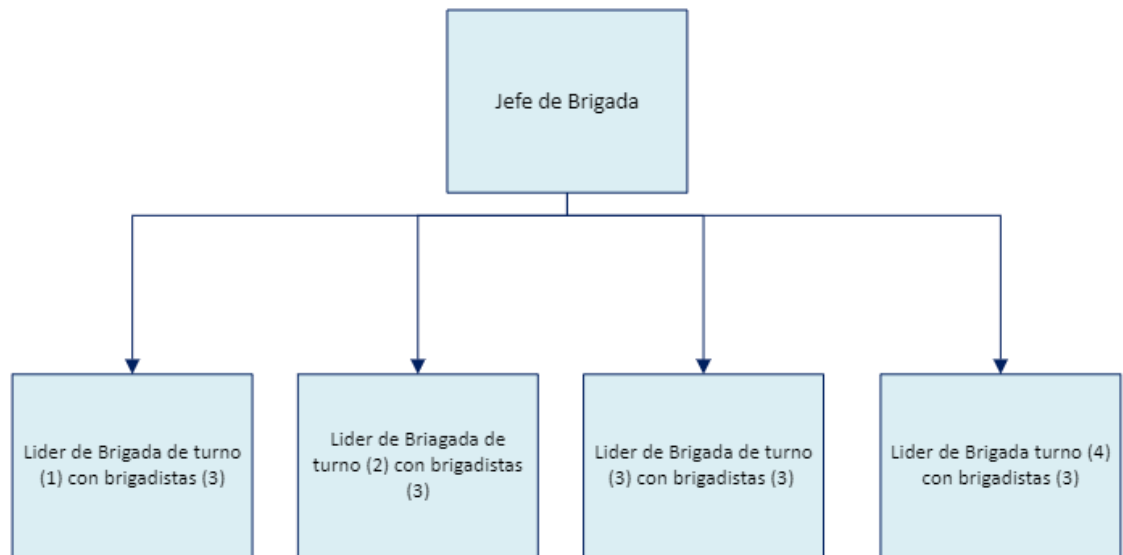 Jefe de Brigada
Lider de Brigada de turno
(1) con brigadistas (3)
Lider de Briagada de
turno (2) con brigadistas
(3)
Lider de Brigada de turno
(3) con brigadistas (3)
Lider de Brigada turno (4)
con brigadistas (3)